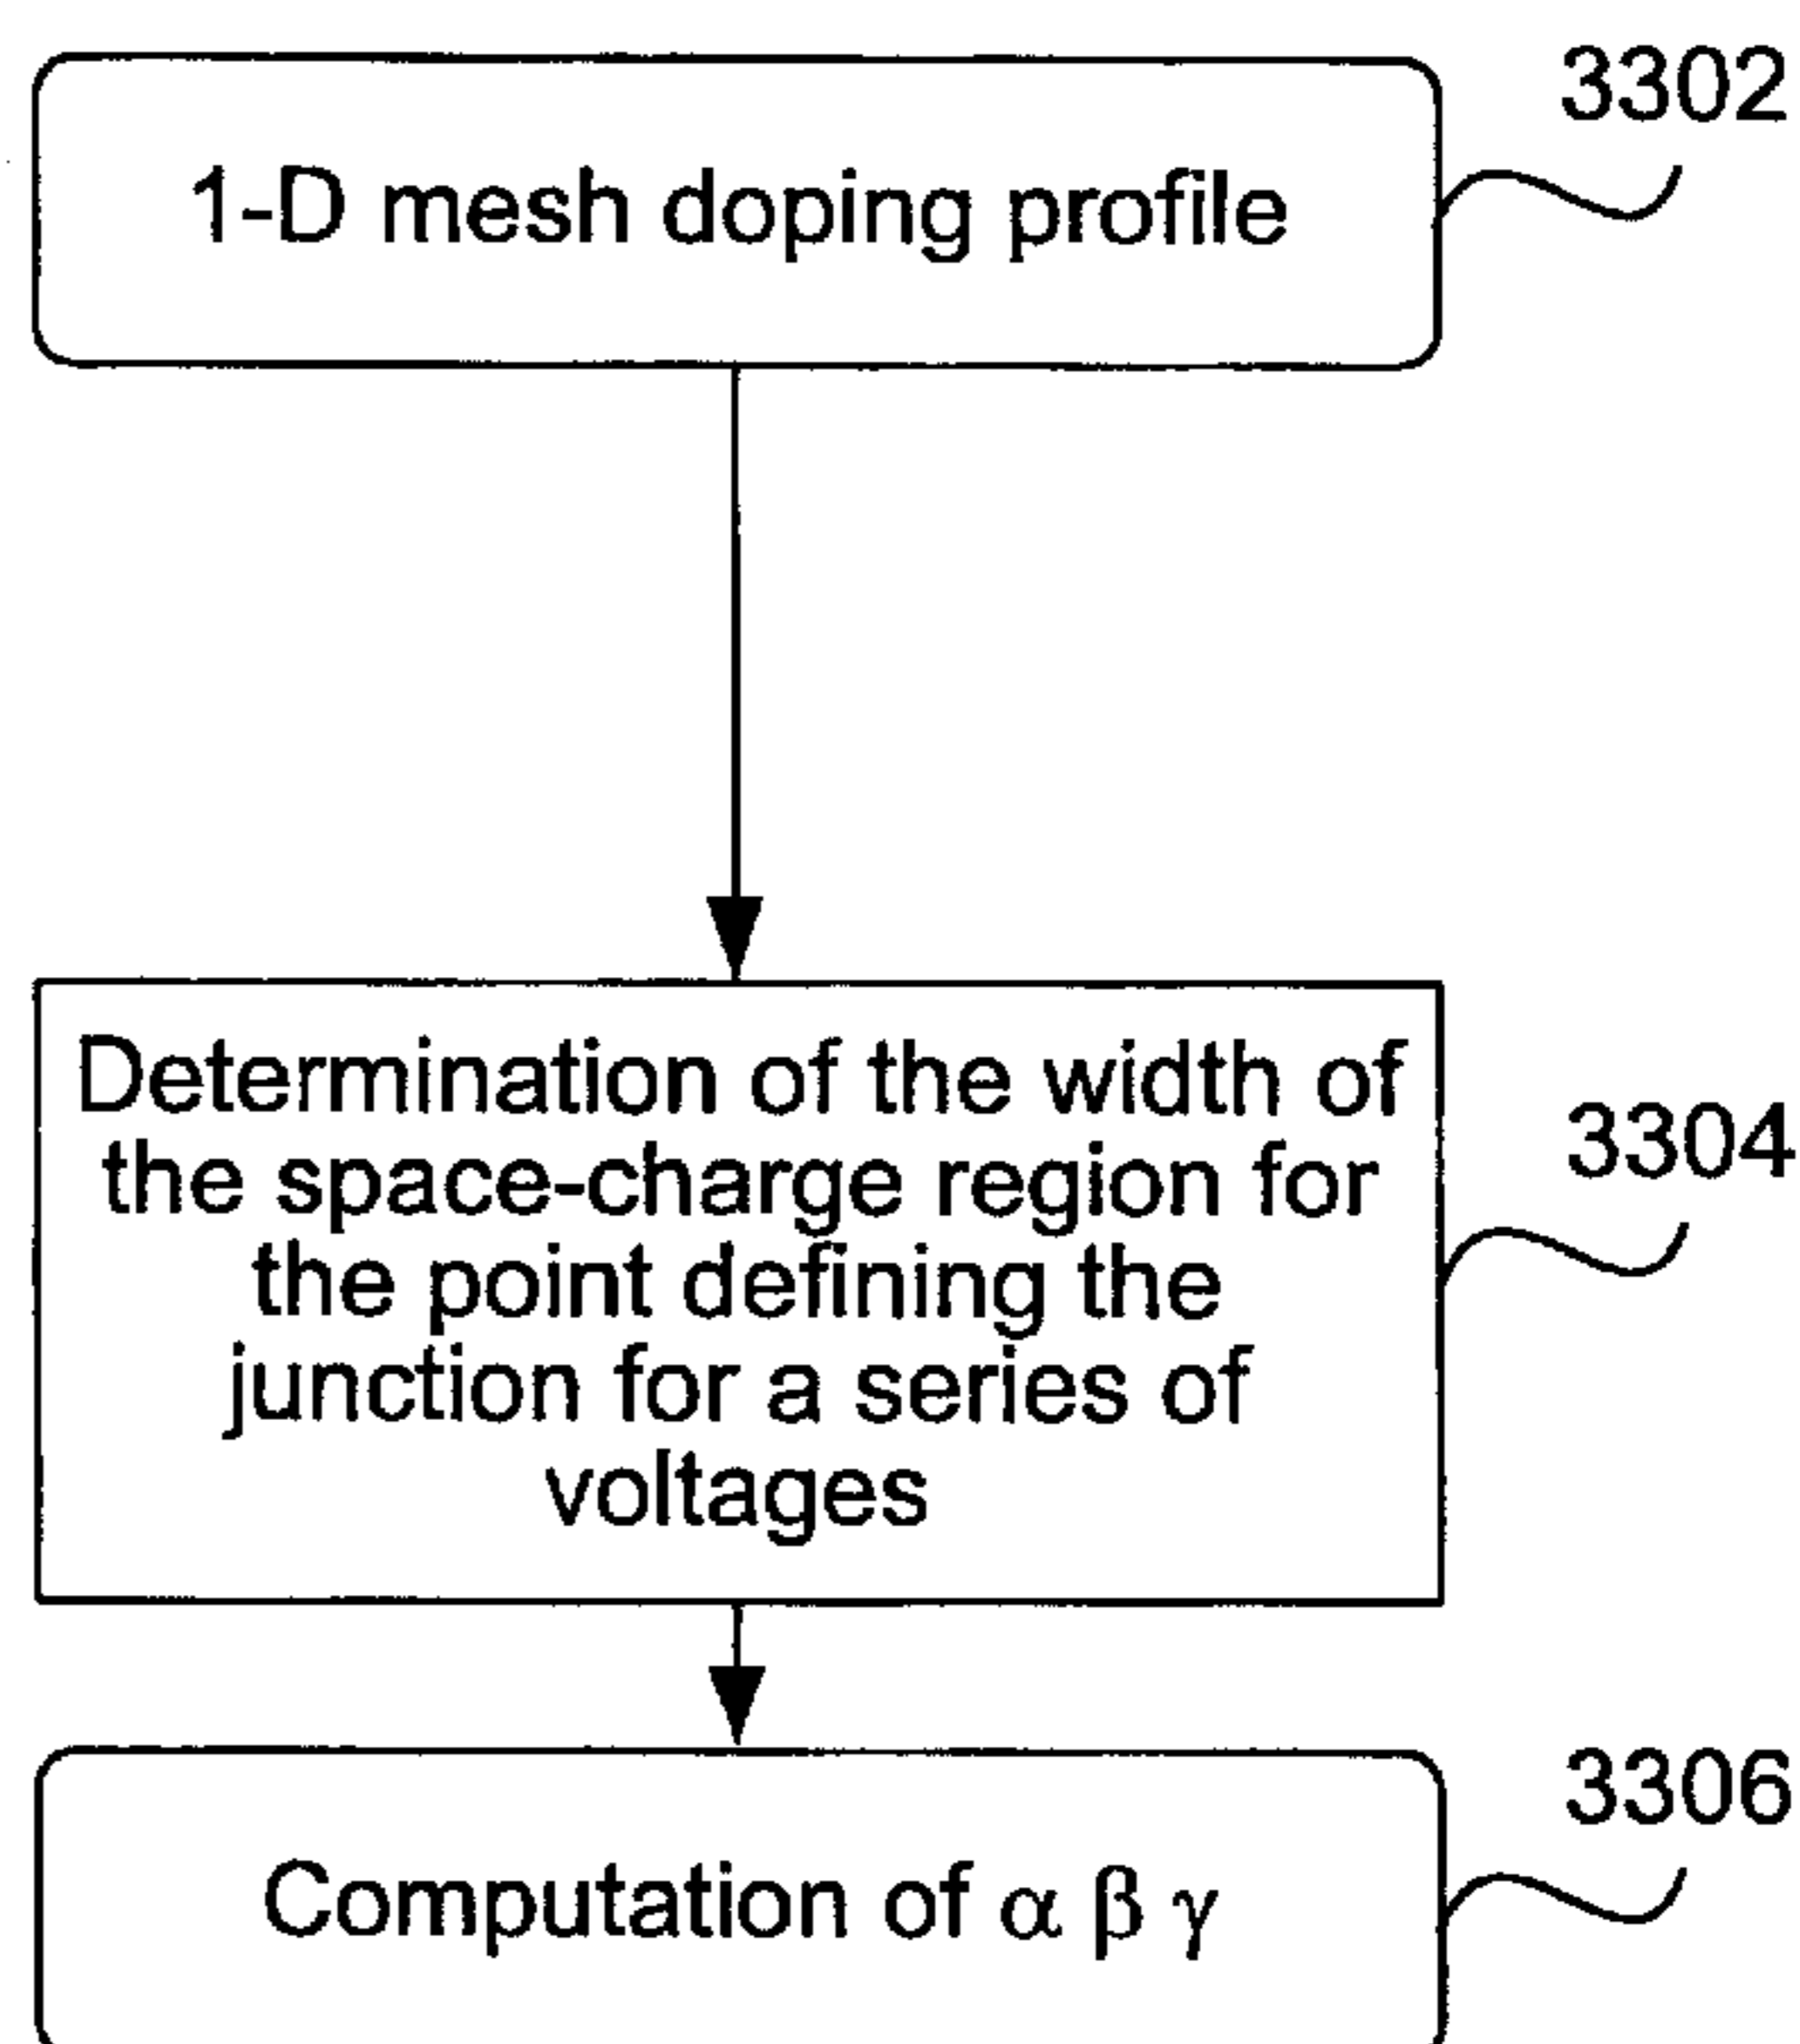 3302
1-D mesh doping profile
Determination of the width of
the space-charge region for
the point defining the
junction for a series of
voltages
3304
3306
Computation of α β γ